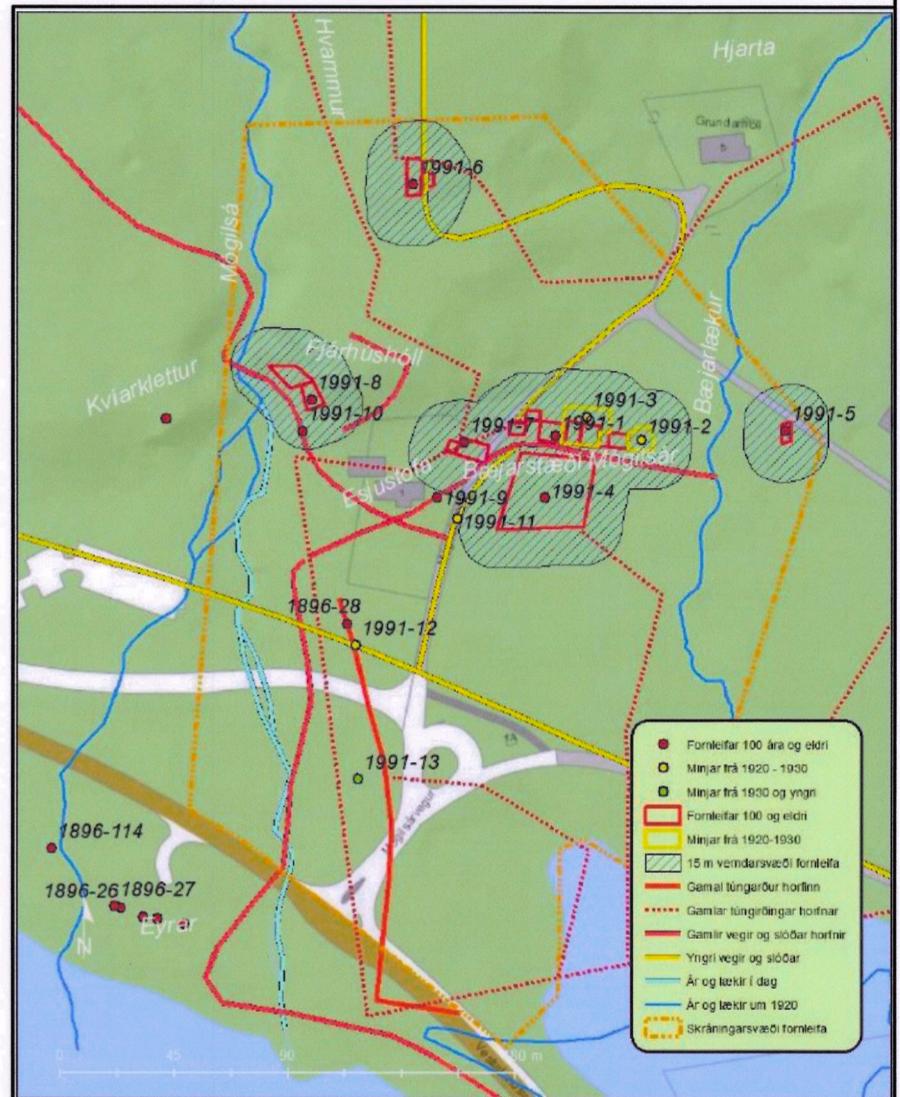 Hvammur
Hjarta
Grundarhóll
1991-6
Mógilsá
Fjárhúshóll
Kvíarklettur
1991-8
1991-10
1991-3
1991-7
1991-1
1991-2
1991-5
Bæjarlækur
Bæjarstæði Mógilsár
Esjustofa
1991-9
1991-4
1991-11
1896-28
1991-12
1991-13
Mógilsárvegur
1896-114
1896-26
1896-27
Eyrar
N
0 45 90 180 m
Fornleifar 100 ára og eldri
Minjar frá 1920 - 1930
Minjar frá 1930 og yngri
Fornleifar 100 og eldri
Minjar frá 1920-1930
15 m verndarsvæði fornleifa
Gamal túngarður horfinn
Gamlar túngirðingar horfnar
Gamlir vegir og slóðar horfnir
Yngri vegir og slóðar
Ár og lækir í dag
Ár og lækir um 1920
Skráningarsvæði fornleifa